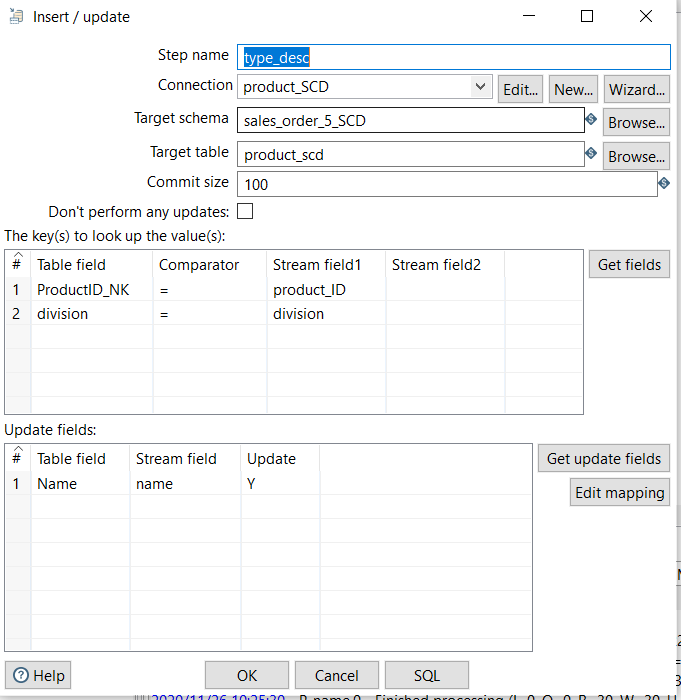 Insert / update
Step name type_desc
Connection product_SCD Edit... New... Wizard...
Target schema sales_order_5_SCD Browse...
Target table product_scd Browse...
Commit size 100
Don't perform any updates:
The key(s) to look up the value(s):
# Table field Comparator Stream field1 Stream field2 Get fields
1 ProductID_NK = product_ID
2 division = division
Update fields:
# Table field Stream field Update Get update fields
1 Name name Y Edit mapping
Help OK Cancel SQL